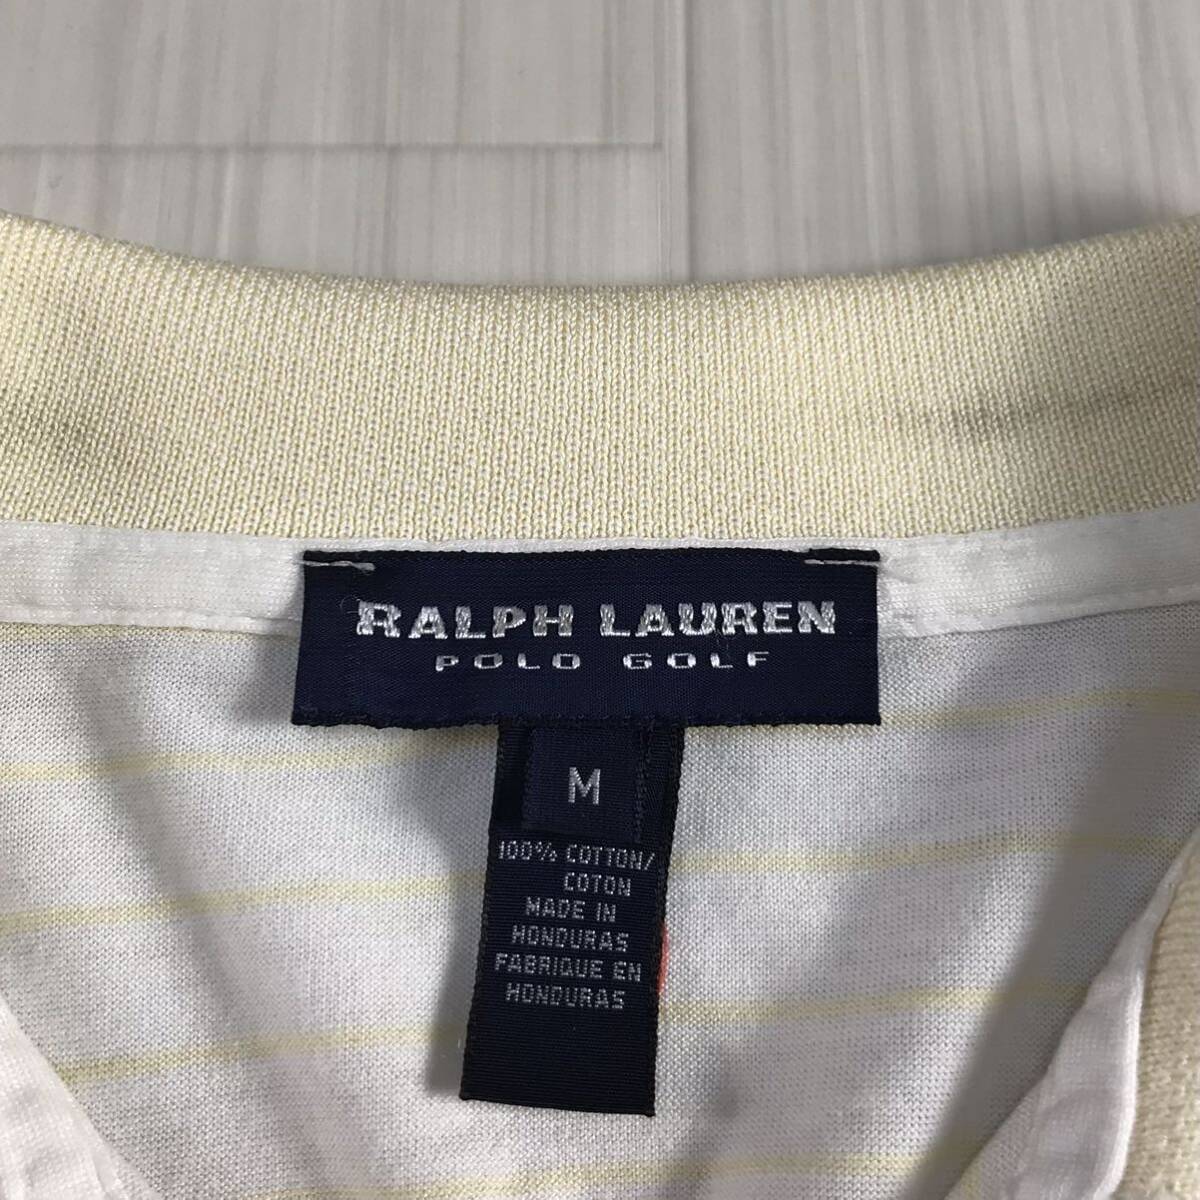 RALPH LAUREN
POLO GOLF
M
100% COTTON/
COTON
MADE IN
HONDURAS
FABRIQUE EN
HONDURAS